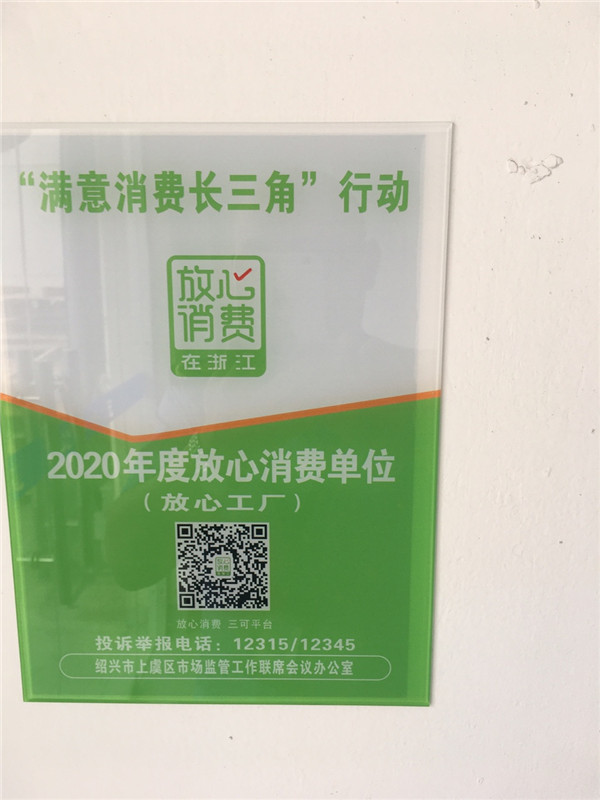 “满意消费长三角”行动
放心
消费
在浙江
2020年度放心消费单位
（放心工厂）
放心消费 三可平台
投诉举报电话：12315/12345
绍兴市上虞区市场监管工作联席会议办公室